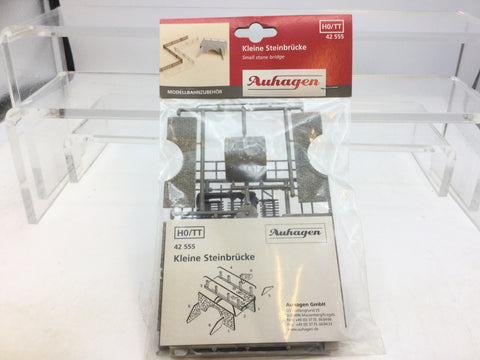 H0/TT
42 555
Kleine Steinbrücke
Small stone bridge
MODELLBAHNZUBEHÖR
Auhagen
H0/TT
42 555
Auhagen
Kleine Steinbrücke
Auhagen GmbH